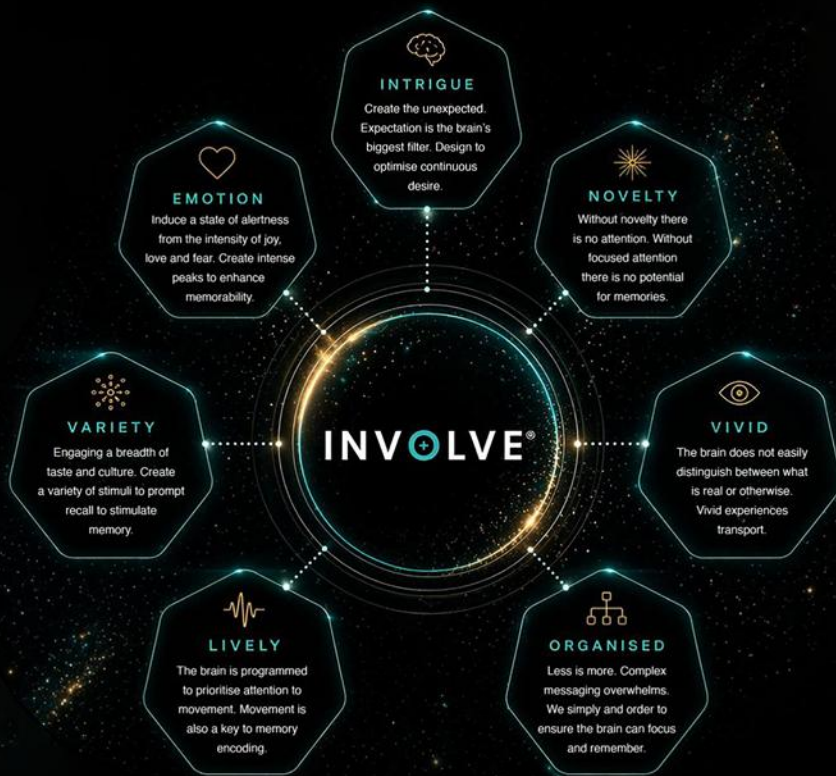 INTRIGUE
Create the unexpected.
Expectation is the brain's
biggest filter. Design to
optimise continuous
desire.
EMOTION
Induce a state of alertness
from the intensity of joy,
love and fear. Create intense
peaks to enhance
memorability.
NOVELTY
Without novelty there
is no attention. Without
focused attention
there is no potential
for memories.
VARIETY
Engaging a breadth of
taste and culture. Create
a variety of stimuli to prompt
recall to stimulate
memory.
INVOLVE®
VIVID
The brain does not easily
distinguish between what
is real or otherwise.
Vivid experiences
transport.
LIVELY
The brain is programmed
to prioritise attention to
movement. Movement is
also a key to memory
encoding.
ORGANISED
Less is more. Complex
messaging overwhelms.
We simply and order to
ensure the brain can focus
and remember.